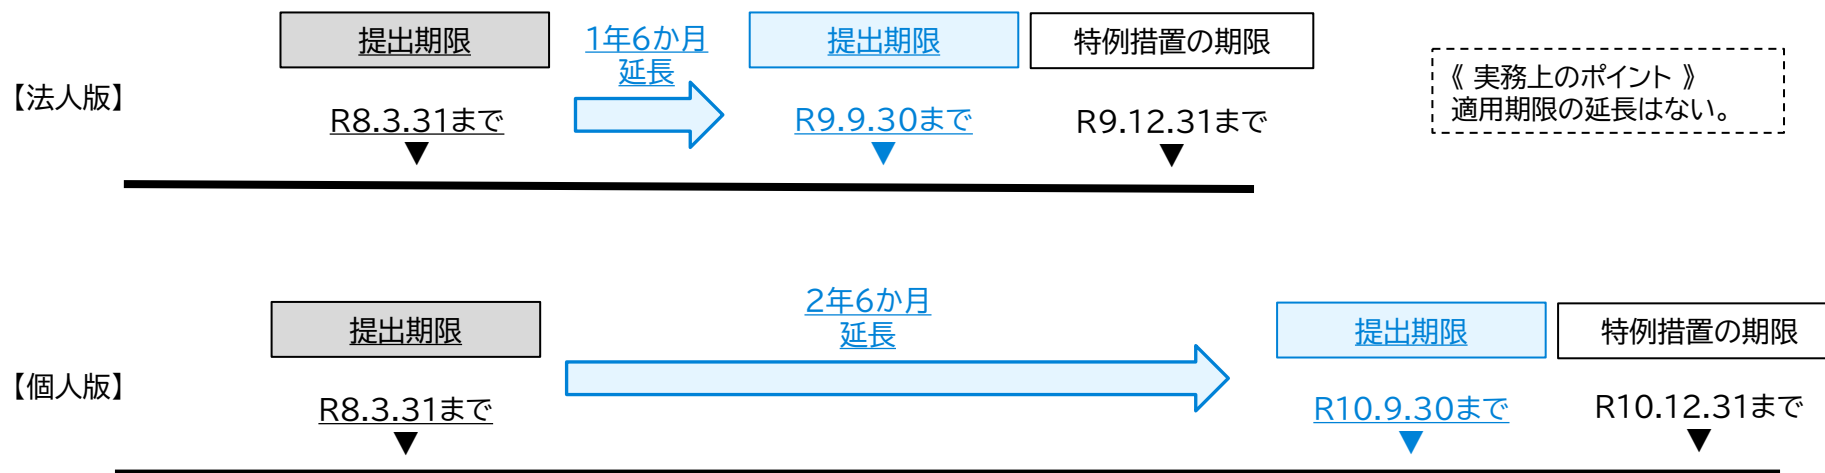 提出期限
1年6か月
延長
提出期限
特例措置の期限
【法人版】
R8.3.31まで
R9.9.30まで
R9.12.31まで
《 実務上のポイント 》
適用期限の延長はない。
提出期限
2年6か月
延長
提出期限
特例措置の期限
【個人版】
R8.3.31まで
R10.9.30まで
R10.12.31まで